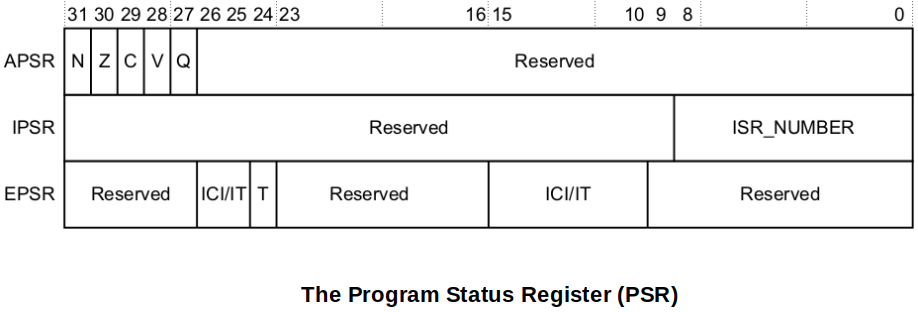 31 30 29 28 27 26 25 24 23 16 15 10 9 8 0
APSR N Z C V Q Reserved
IPSR Reserved ISR_NUMBER
EPSR Reserved ICI/IT T Reserved ICI/IT Reserved
The Program Status Register (PSR)